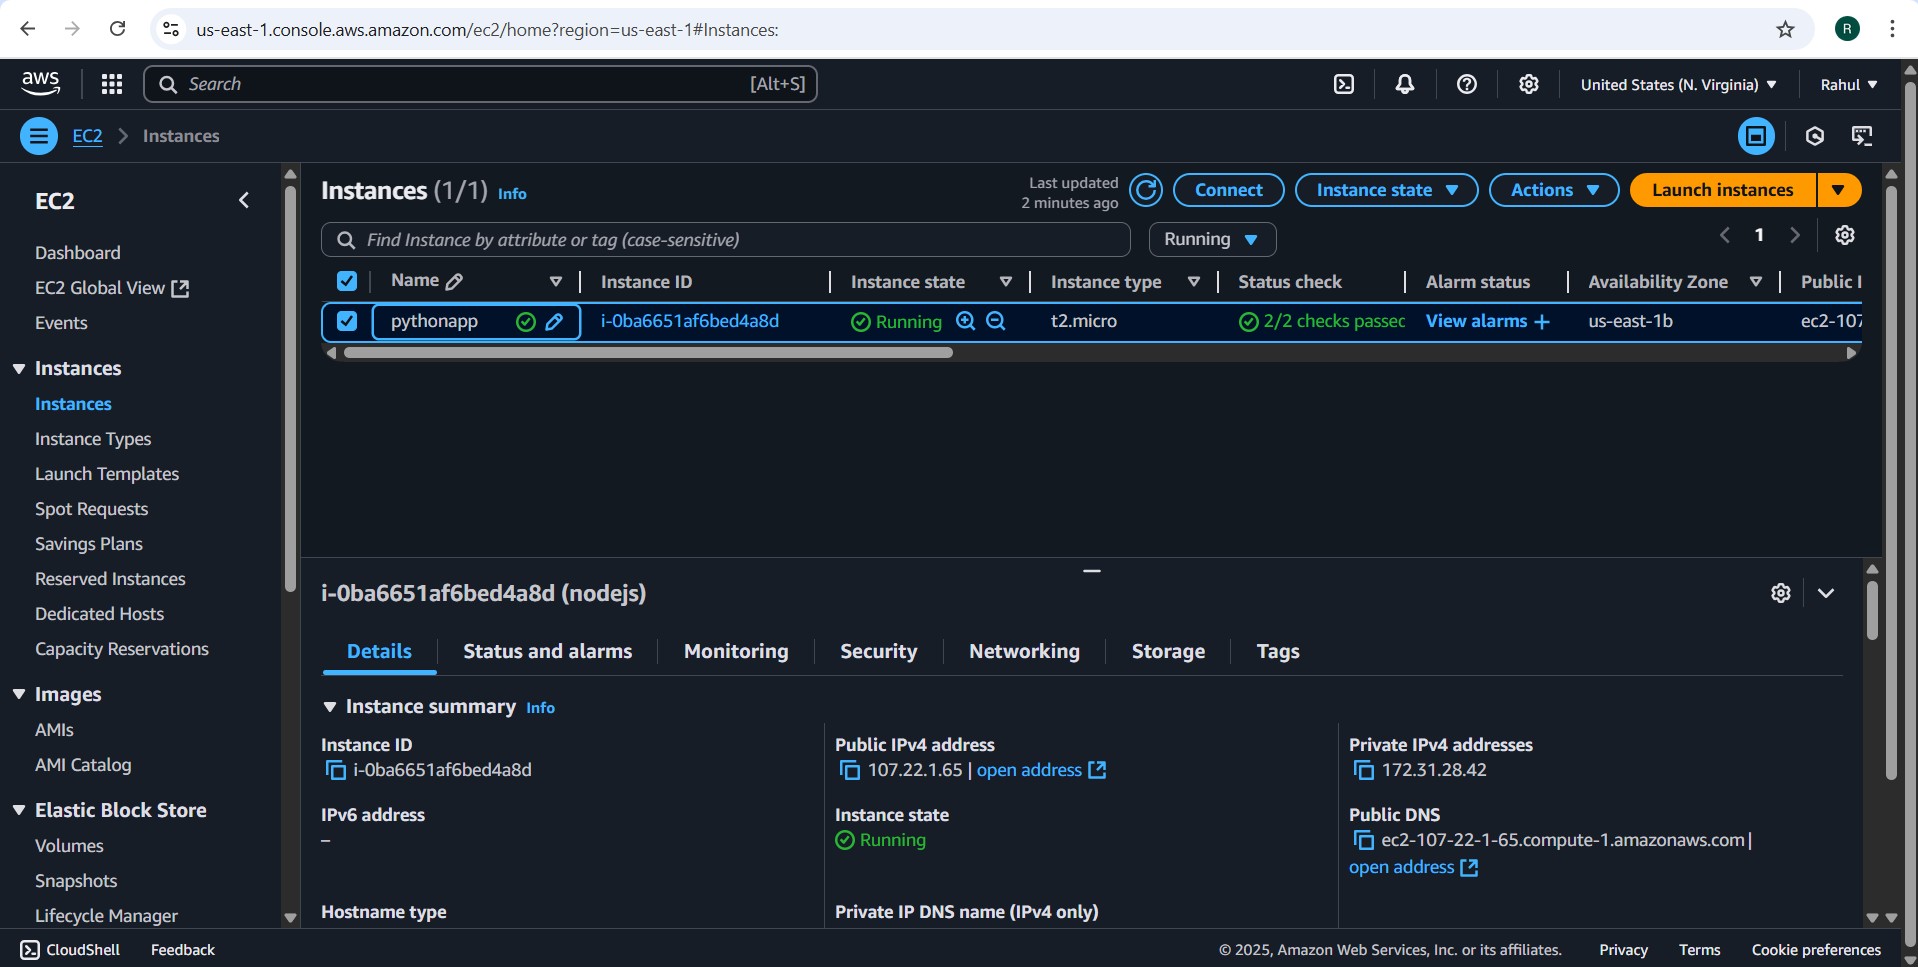 us-east-1.console.aws.amazon.com/ec2/home?region=us-east-1#Instances:
R
aws
Search
[Alt+S]
United States (N. Virginia)
Rahul
EC2
Instances
EC2
Dashboard
EC2 Global View
Events
Instances
Instances
Instance Types
Launch Templates
Spot Requests
Savings Plans
Reserved Instances
Dedicated Hosts
Capacity Reservations
Images
AMIs
AMI Catalog
Elastic Block Store
Volumes
Snapshots
Lifecycle Manager
Instances (1/1) Info
Last updated
2 minutes ago
Connect
Instance state
Actions
Launch instances
Find Instance by attribute or tag (case-sensitive)
Running
1
Name Instance ID Instance state Instance type Status check Alarm status Availability Zone Public I
pythonapp i-0ba6651af6bed4a8d Running t2.micro 2/2 checks passec View alarms + us-east-1b ec2-107
i-0ba6651af6bed4a8d (nodejs)
Details Status and alarms Monitoring Security Networking Storage Tags
Instance summary Info
Instance ID
i-0ba6651af6bed4a8d
Public IPv4 address
107.22.1.65 | open address
Private IPv4 addresses
172.31.28.42
IPv6 address
–
Instance state
Running
Public DNS
ec2-107-22-1-65.compute-1.amazonaws.com |
open address
Hostname type
Private IP DNS name (IPv4 only)
CloudShell
Feedback
© 2025, Amazon Web Services, Inc. or its affiliates.
Privacy
Terms
Cookie preferences